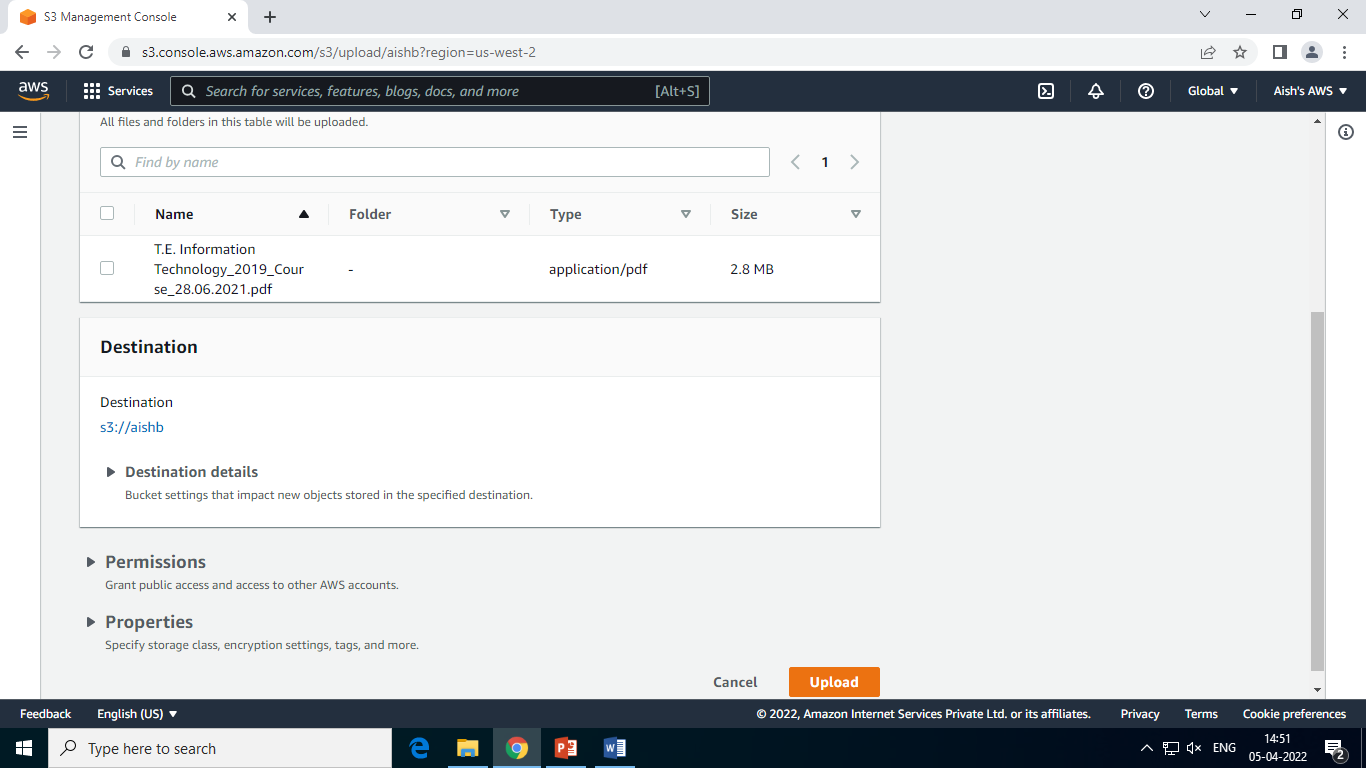 S3 Management Console
s3.console.aws.amazon.com/s3/upload/aishb?region=us-west-2
aws
Services
Search for services, features, blogs, docs, and more [Alt+S]
Global
Aish's AWS
All files and folders in this table will be uploaded.
Find by name
1
Name Folder Type Size
T.E. Information
Technology_2019_Cour
se_28.06.2021.pdf
-
application/pdf
2.8 MB
Destination
Destination
s3://aishb
Destination details
Bucket settings that impact new objects stored in the specified destination.
Permissions
Grant public access and access to other AWS accounts.
Properties
Specify storage class, encryption settings, tags, and more.
Cancel Upload
Feedback English (US) © 2022, Amazon Internet Services Private Ltd. or its affiliates. Privacy Terms Cookie preferences
Type here to search
ENG
14:51
05-04-2022
2